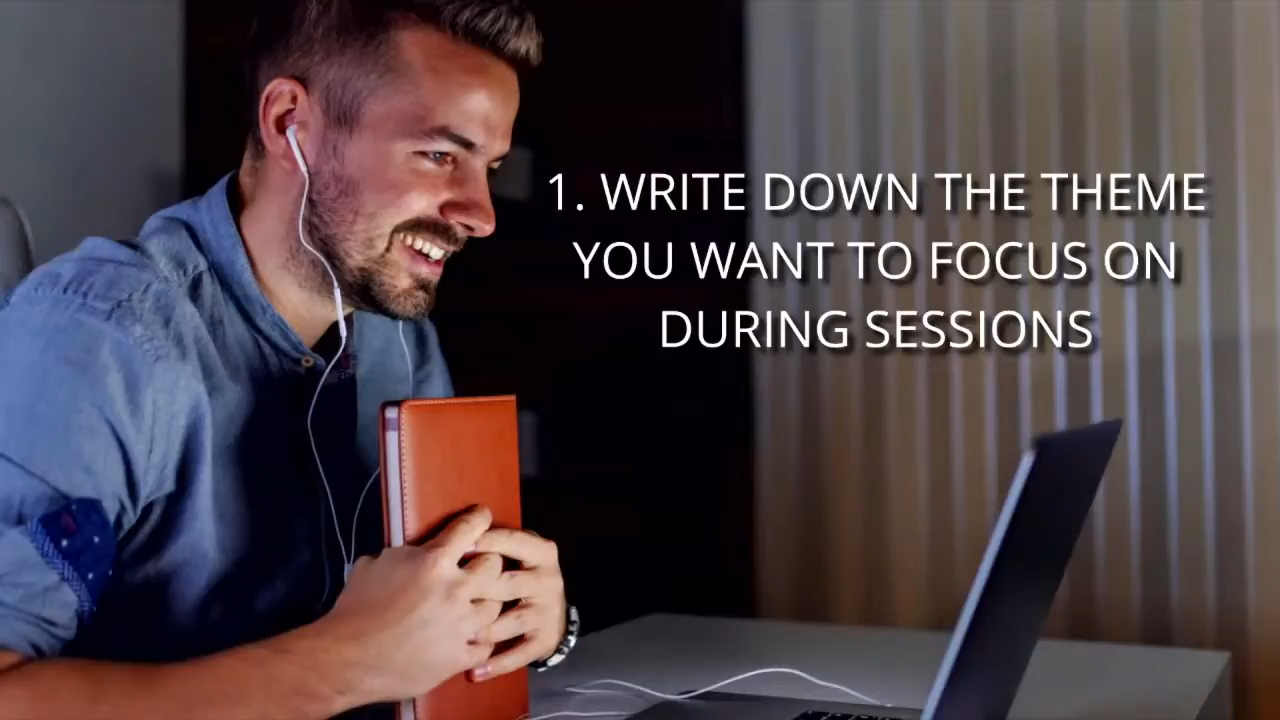 1. WRITE DOWN THE THEME
YOU WANT TO FOCUS ON
DURING SESSIONS